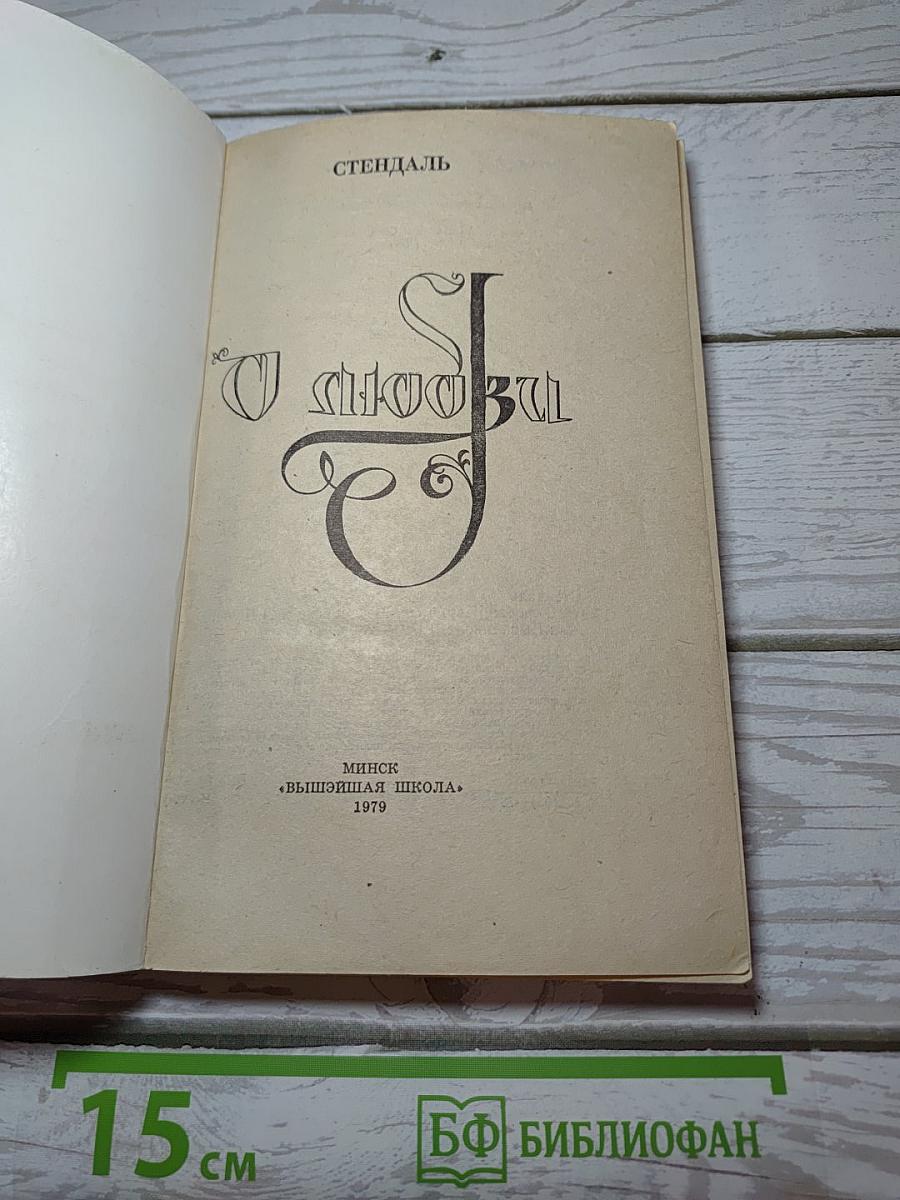 СТЕНДАЛЬ
О любви
МИНСК
«ВЫШЭЙШАЯ ШКОЛА»
1979
15 см
БФ БИБЛИОФАН